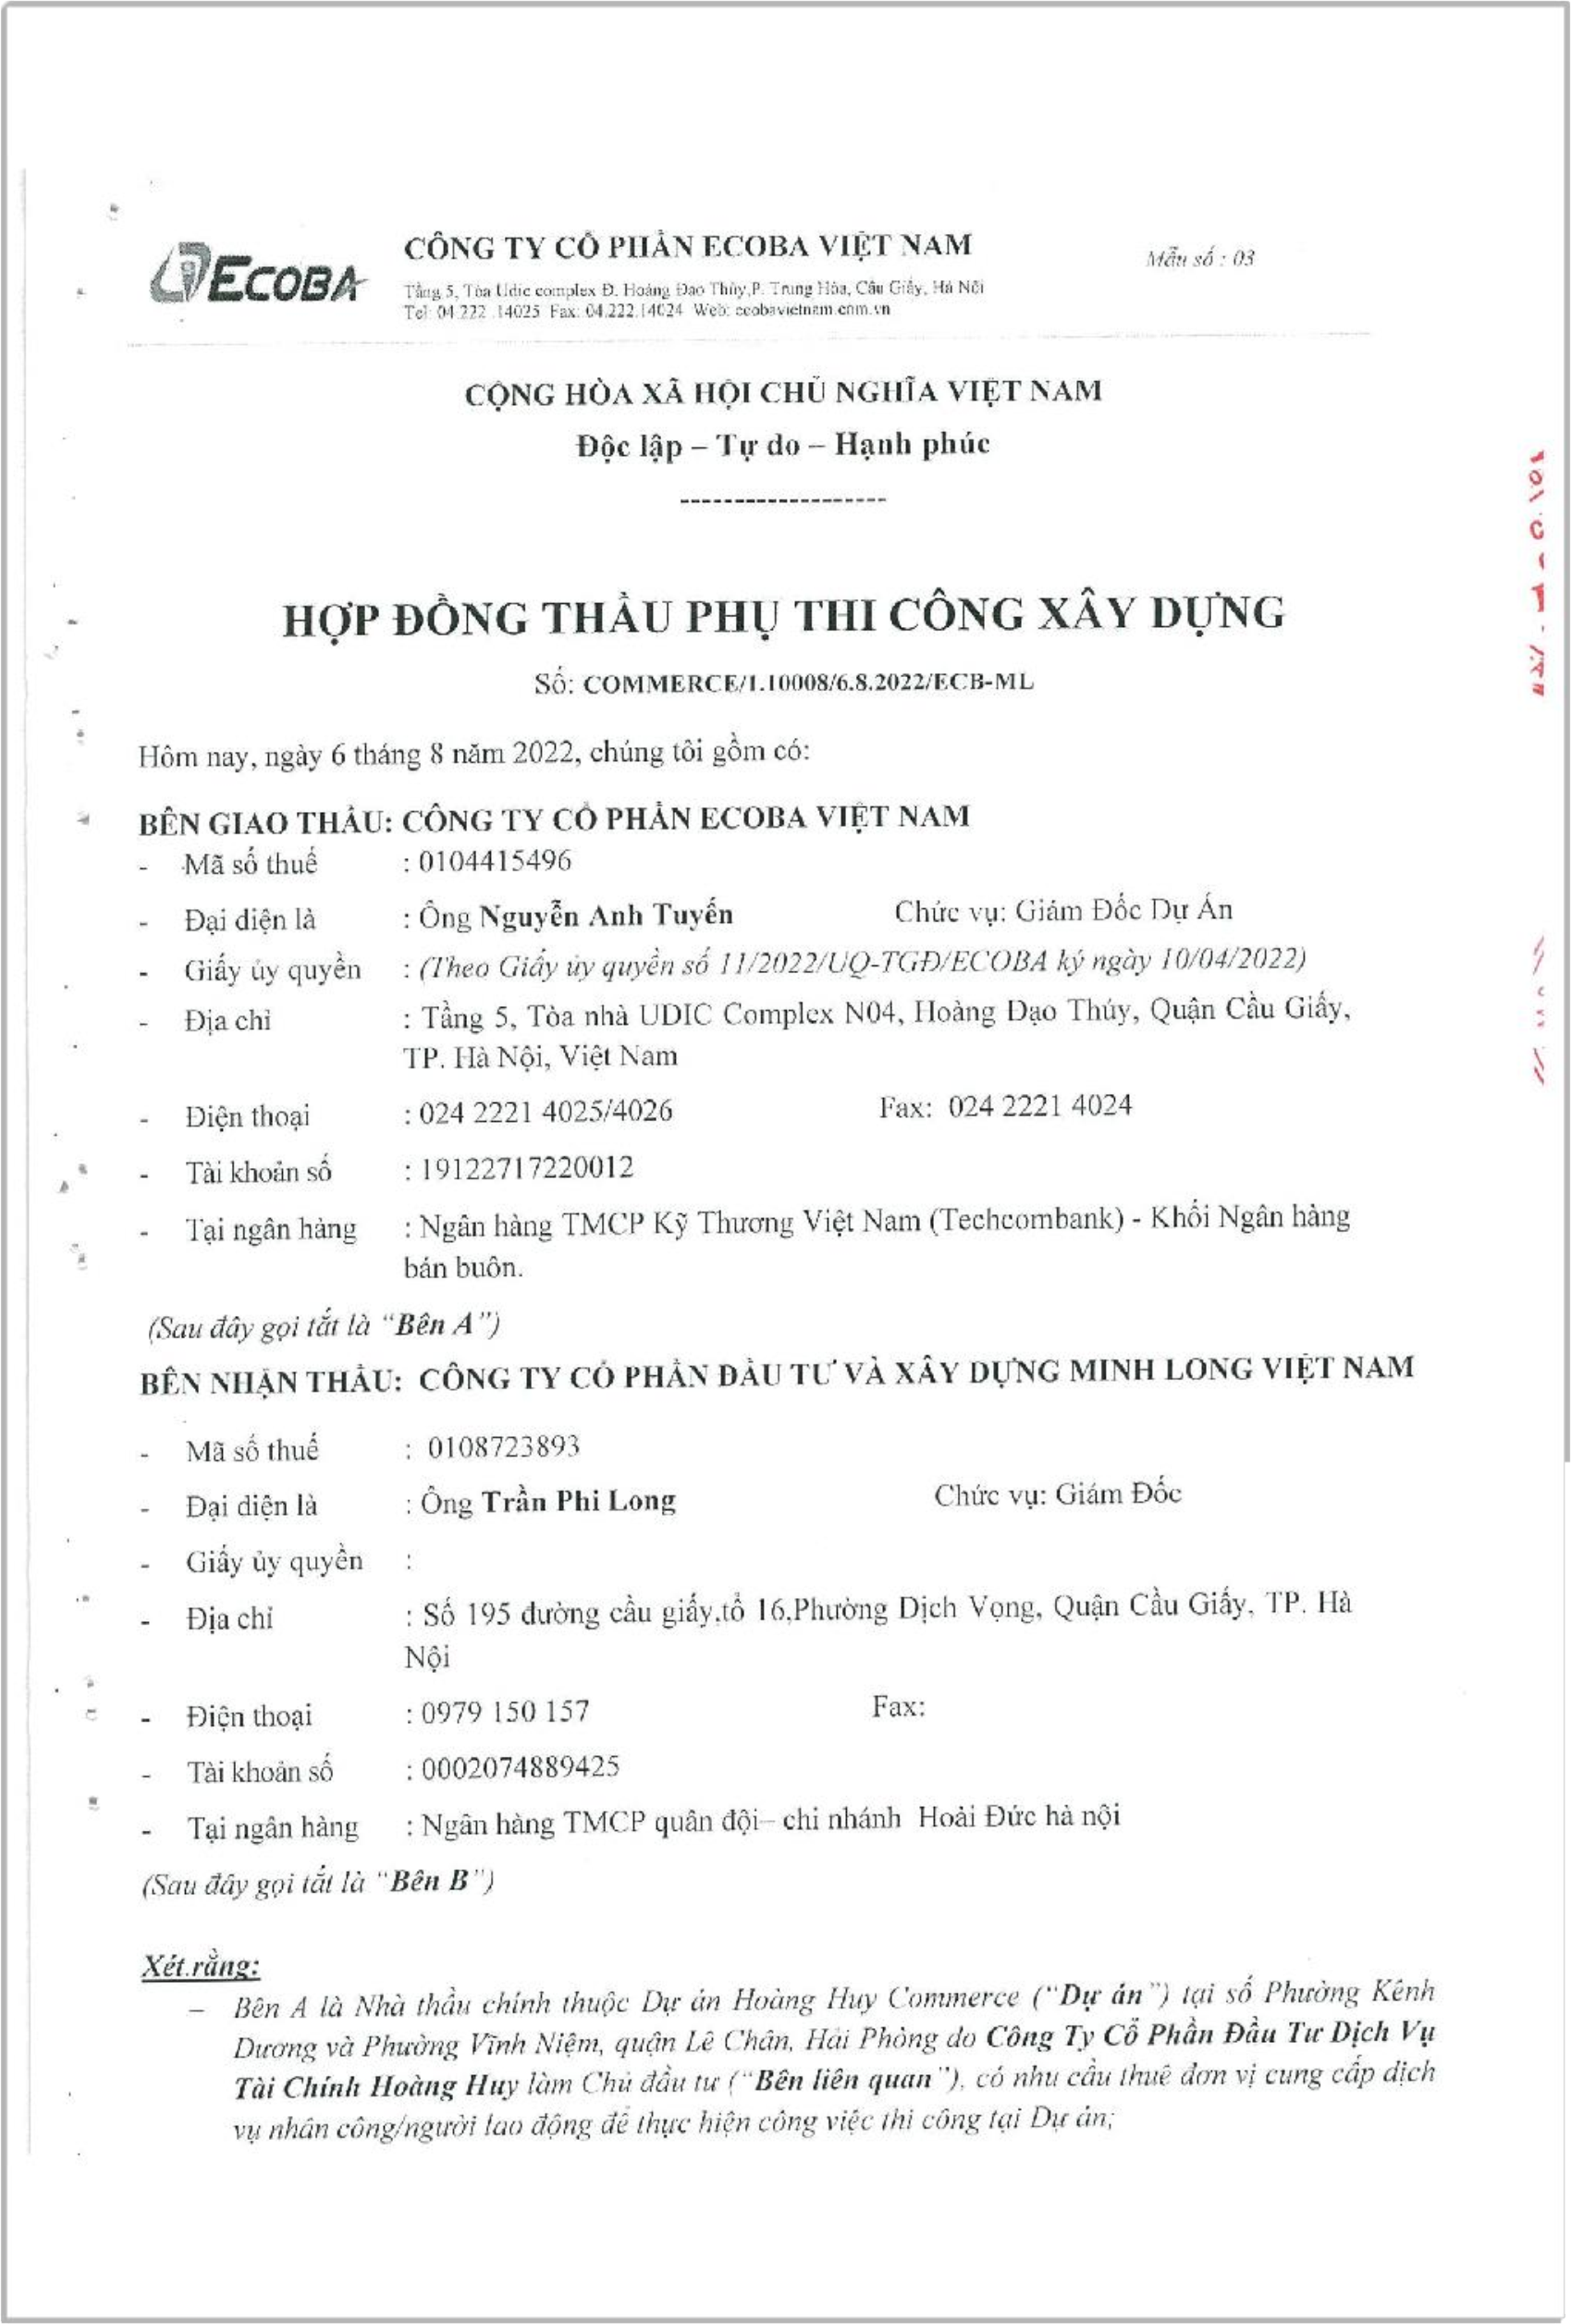 ECOBA
CÔNG TY CỔ PHẦN ECOBA VIỆT NAM
Mẫu số : 03
Tầng 5, Tòa Udic complex Đ. Hoàng Đạo Thúy,P. Trung Hòa, Cầu Giấy, Hà Nội
Tel: 04.222 .14025 Fax: 04.222.14024 Web: ecobavietnam.com.vn
CỘNG HÒA XÃ HỘI CHỦ NGHĨA VIỆT NAM
Độc lập – Tự do – Hạnh phúc
-------------------
HỢP ĐỒNG THẦU PHỤ THI CÔNG XÂY DỰNG
Số: COMMERCE/1.10008/6.8.2022/ECB-ML
Hôm nay, ngày 6 tháng 8 năm 2022, chúng tôi gồm có:
BÊN GIAO THẦU: CÔNG TY CỔ PHẦN ECOBA VIỆT NAM
- Mã số thuế : 0104415496
- Đại diện là : Ông Nguyễn Anh Tuyến Chức vụ: Giám Đốc Dự Án
- Giấy ủy quyền : (Theo Giấy ủy quyền số 11/2022/UQ-TGĐ/ECOBA ký ngày 10/04/2022)
- Địa chỉ : Tầng 5, Tòa nhà UDIC Complex N04, Hoàng Đạo Thúy, Quận Cầu Giấy,
TP. Hà Nội, Việt Nam
- Điện thoại : 024 2221 4025/4026 Fax: 024 2221 4024
- Tài khoản số : 19122717220012
- Tại ngân hàng : Ngân hàng TMCP Kỹ Thương Việt Nam (Techcombank) - Khối Ngân hàng
bán buôn.
(Sau đây gọi tắt là “Bên A”)
BÊN NHẬN THẦU: CÔNG TY CỔ PHẦN ĐẦU TƯ VÀ XÂY DỰNG MINH LONG VIỆT NAM
- Mã số thuế : 0108723893
- Đại diện là : Ông Trần Phi Long Chức vụ: Giám Đốc
- Giấy ủy quyền :
- Địa chỉ : Số 195 đường cầu giấy,tổ 16,Phường Dịch Vọng, Quận Cầu Giấy, TP. Hà
Nội
- Điện thoại : 0979 150 157 Fax:
- Tài khoản số : 0002074889425
- Tại ngân hàng : Ngân hàng TMCP quân đội– chi nhánh Hoài Đức hà nội
(Sau đây gọi tắt là “Bên B”)
Xét rằng:
– Bên A là Nhà thầu chính thuộc Dự án Hoàng Huy Commerce (“Dự án”) tại số Phường Kênh
Dương và Phường Vĩnh Niệm, quận Lê Chân, Hải Phòng do Công Ty Cổ Phần Đầu Tư Dịch Vụ
Tài Chính Hoàng Huy làm Chủ đầu tư (“Bên liên quan”), có nhu cầu thuê đơn vị cung cấp dịch
vụ nhân công/người lao động để thực hiện công việc thi công tại Dự án;